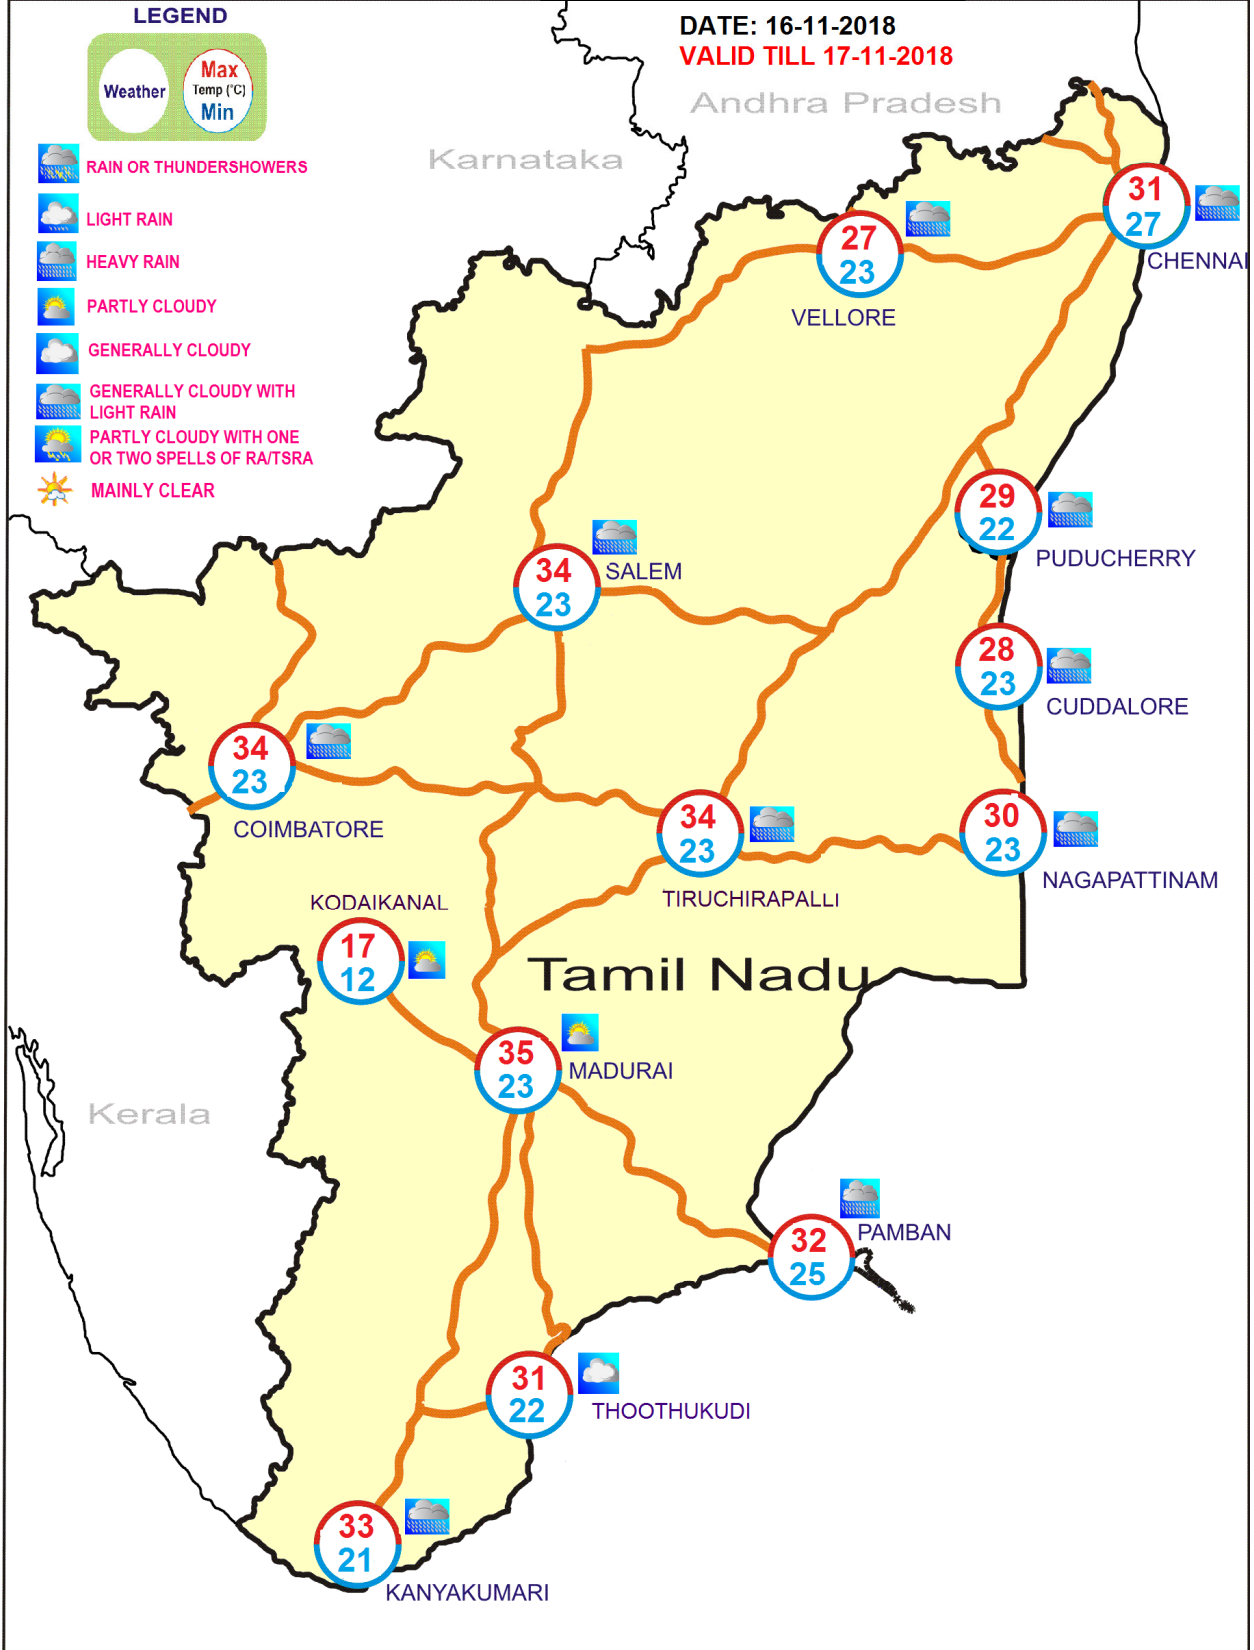 LEGEND
Weather
Max
Temp (°C)
Min
DATE: 16-11-2018
VALID TILL 17-11-2018
Andhra Pradesh
Karnataka
RAIN OR THUNDERSHOWERS
LIGHT RAIN
HEAVY RAIN
PARTLY CLOUDY
GENERALLY CLOUDY
GENERALLY CLOUDY WITH
LIGHT RAIN
PARTLY CLOUDY WITH ONE
OR TWO SPELLS OF RA/TSRA
MAINLY CLEAR
31
27
CHENNAI
27
23
VELLORE
29
22
PUDUCHERRY
34
23
SALEM
28
23
CUDDALORE
34
23
COIMBATORE
34
23
TIRUCHIRAPALLI
30
23
NAGAPATTINAM
KODAIKANAL
17
12
Tamil Nadu
35
23
MADURAI
Kerala
32
25
PAMBAN
31
22
THOOTHUKUDI
33
21
KANYAKUMARI